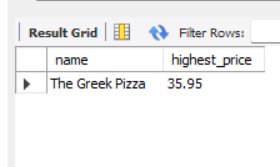 Result Grid Filter Rows:
name highest_price
The Greek Pizza 35.95